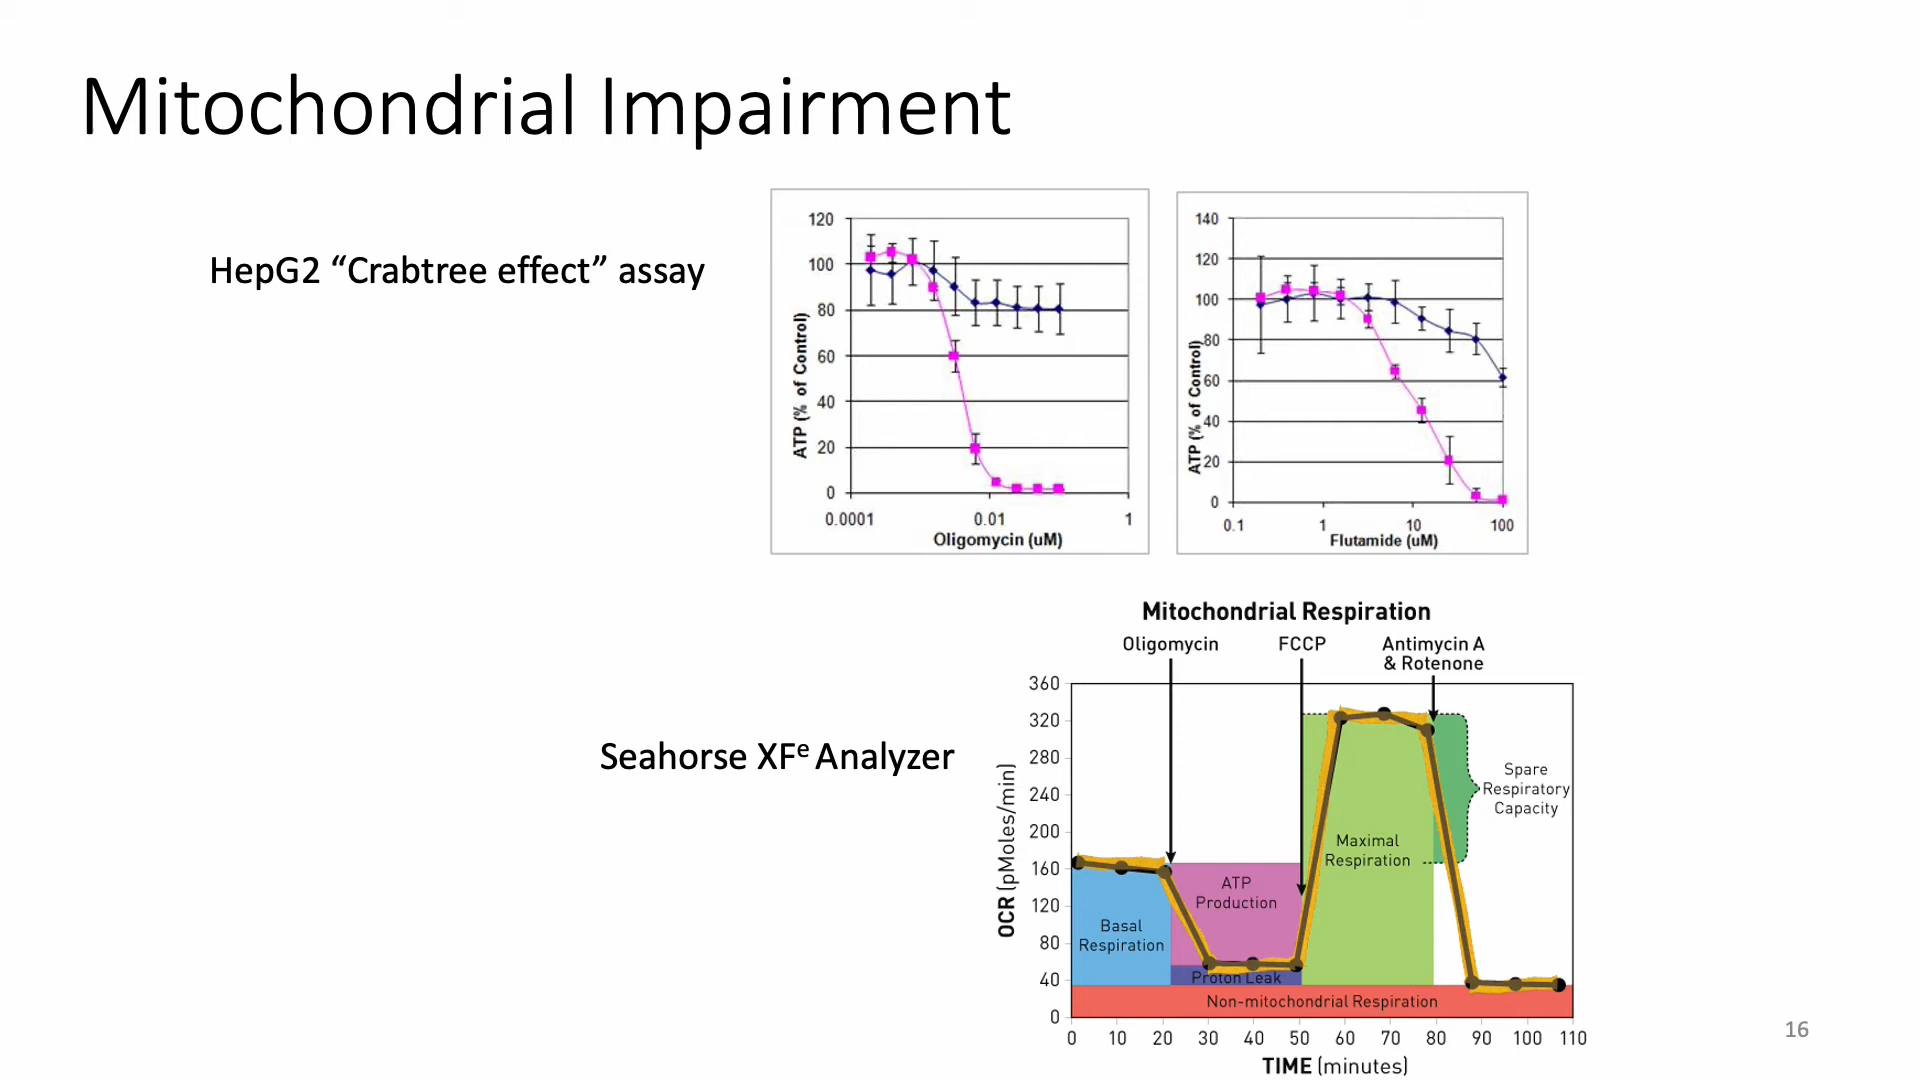 Mitochondrial Impairment
HepG2 “Crabtree effect” assay
120
100
80
60
40
20
0
ATP (% of Control)
0.0001
0.01
1
Oligomycin (uM)
140
120
100
80
60
40
20
0
ATP (% of Control)
0.1
1
10
100
Flutamide (uM)
Seahorse XFᵉ Analyzer
Mitochondrial Respiration
Oligomycin
FCCP
Antimycin A
& Rotenone
360
320
280
240
200
160
120
80
40
0
OCR (pMoles/min)
Spare
Respiratory
Capacity
Maximal
Respiration
ATP
Production
Basal
Respiration
Proton Leak
Non-mitochondrial Respiration
0 10 20 30 40 50 60 70 80 90 100 110
TIME (minutes)
16